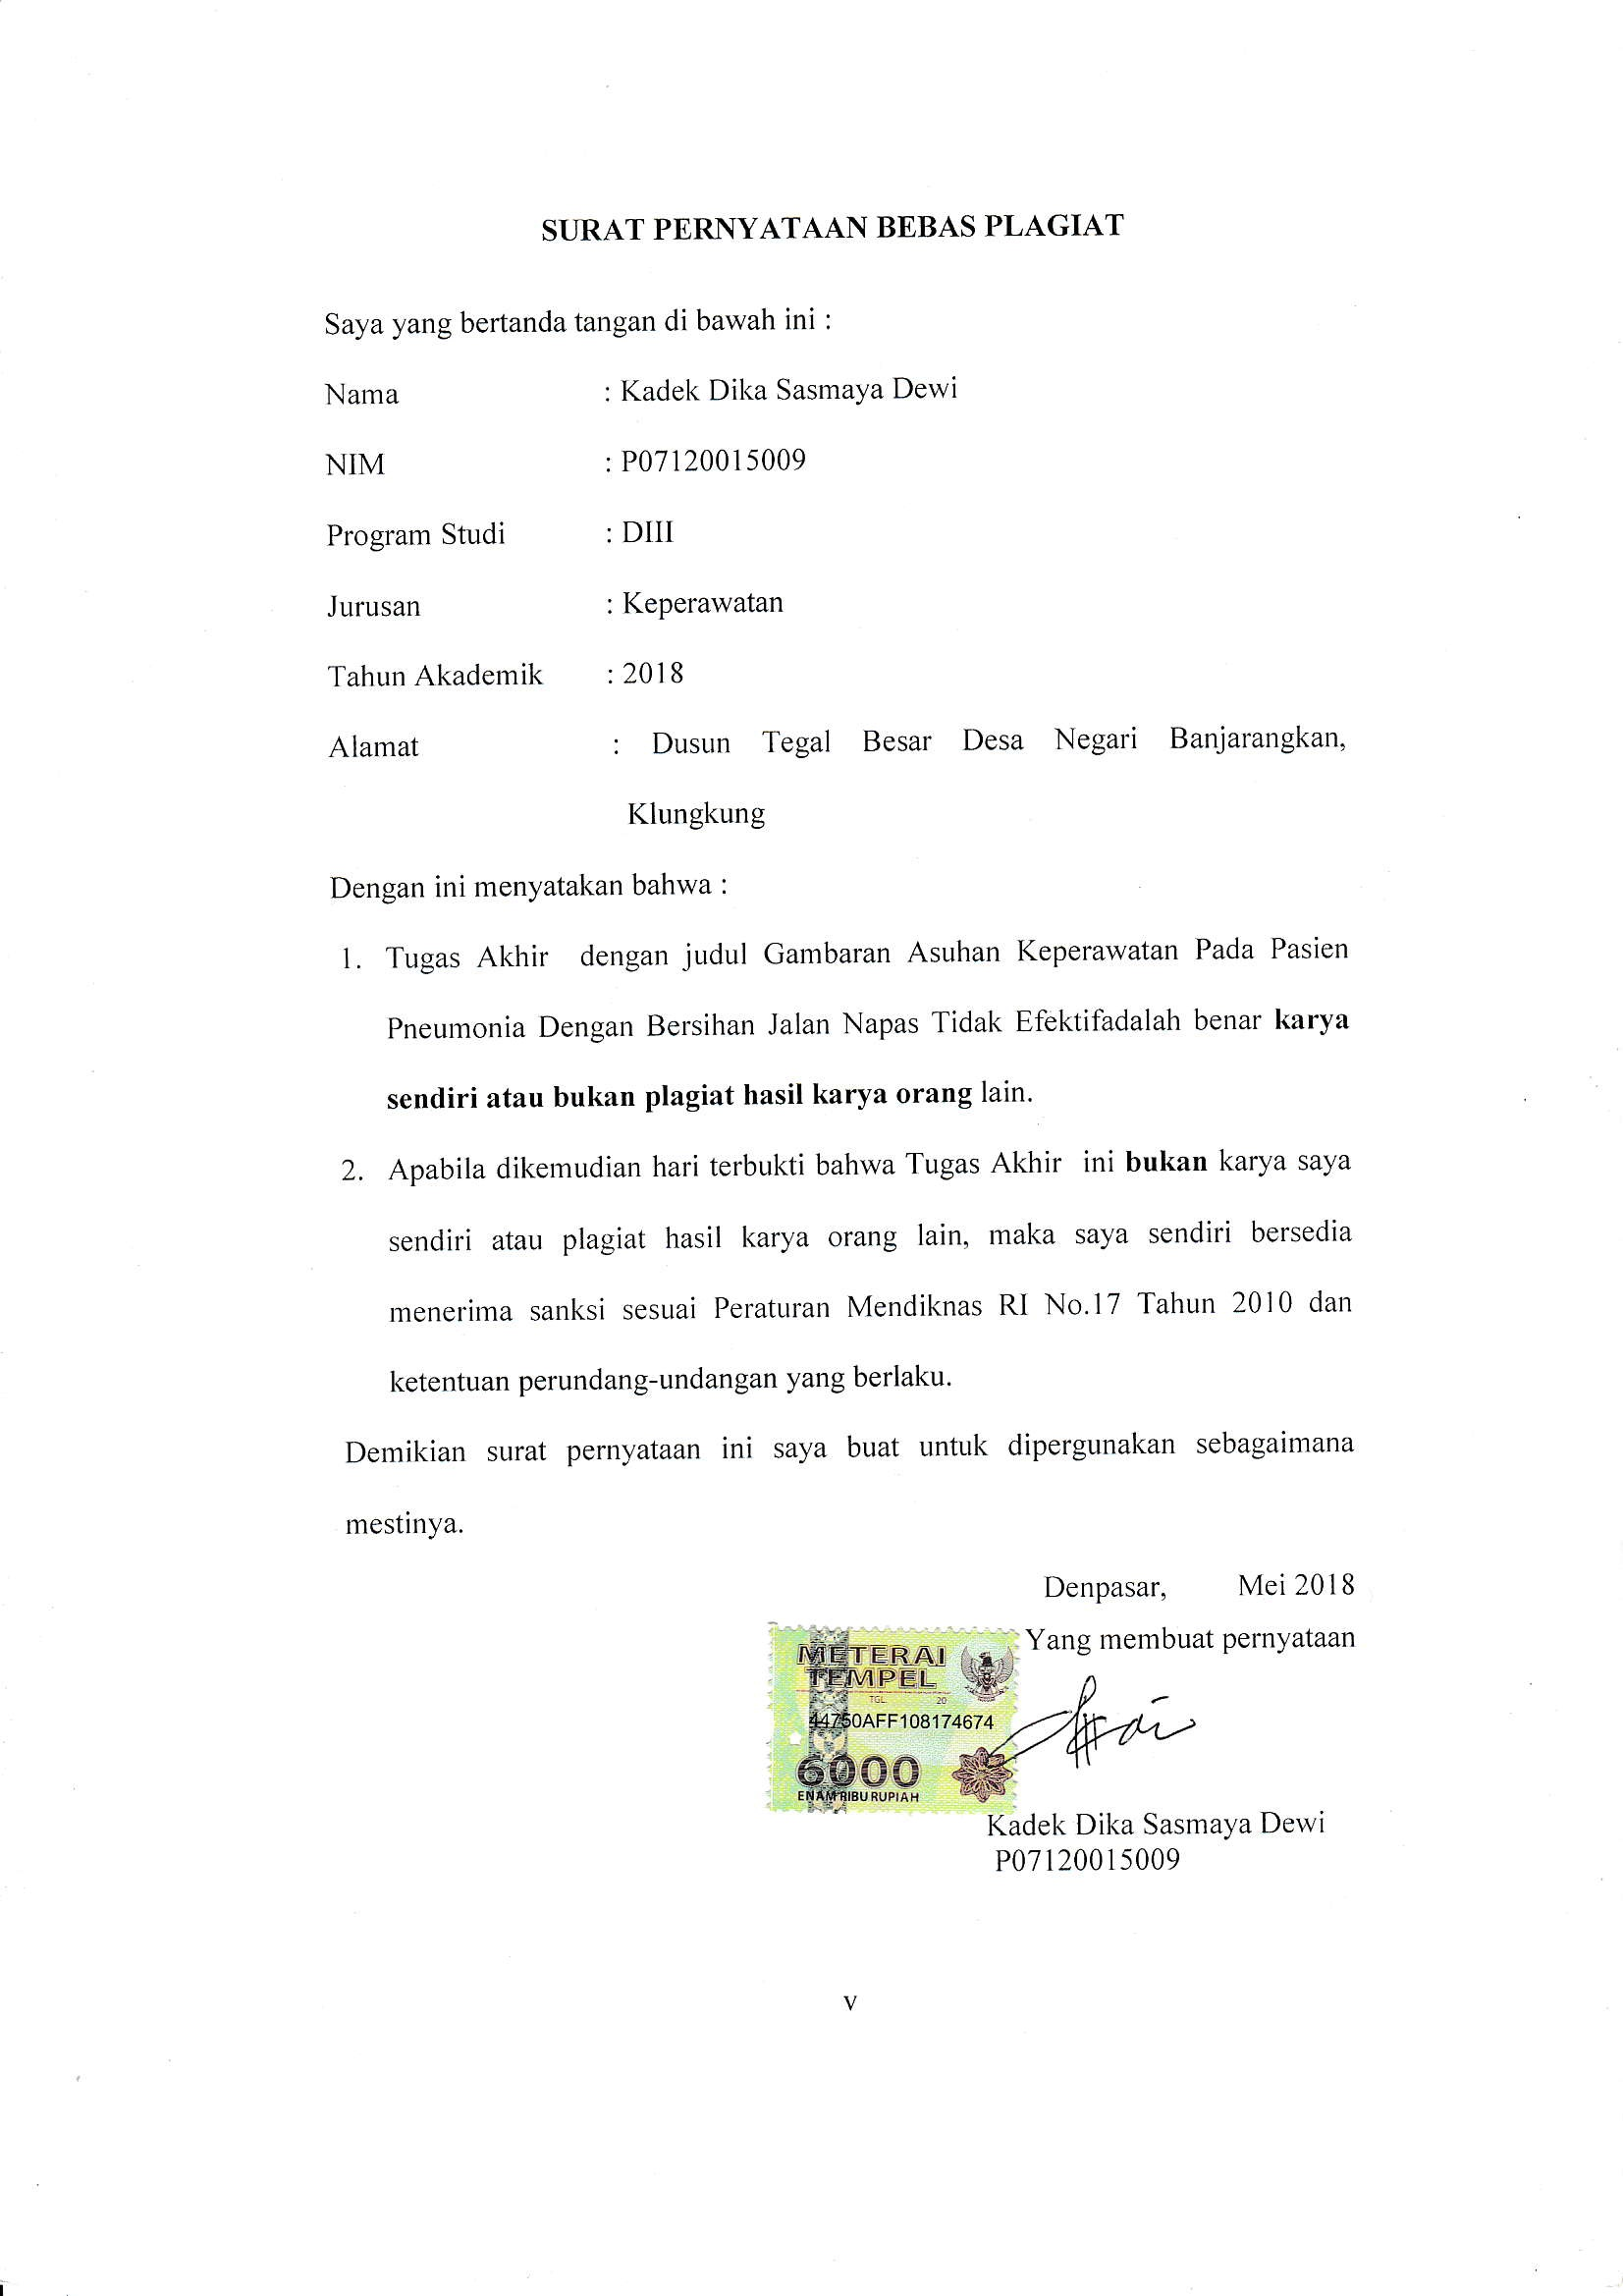 SURAT PERNYATAAN BEBAS PLAGIAT
Saya yang bertanda tangan di bawah ini :
Nama : Kadek Dika Sasmaya Dewi
NIM : P07120015009
Program Studi : DIII
Jurusan : Keperawatan
Tahun Akademik : 2018
Alamat : Dusun Tegal Besar Desa Negari Banjarangkan,
Klungkung
Dengan ini menyatakan bahwa :
1. Tugas Akhir dengan judul Gambaran Asuhan Keperawatan Pada Pasien
Pneumonia Dengan Bersihan Jalan Napas Tidak Efektifadalah benar karya
sendiri atau bukan plagiat hasil karya orang lain.
2. Apabila dikemudian hari terbukti bahwa Tugas Akhir ini bukan karya saya
sendiri atau plagiat hasil karya orang lain, maka saya sendiri bersedia
menerima sanksi sesuai Peraturan Mendiknas RI No.17 Tahun 2010 dan
ketentuan perundang-undangan yang berlaku.
Demikian surat pernyataan ini saya buat untuk dipergunakan sebagaimana
mestinya.
Denpasar, Mei 2018
Yang membuat pernyataan
METERAI
TEMPEL
TGL 20
44750AFF108174674
6000
ENAM RIBU RUPIAH
Kadek Dika Sasmaya Dewi
P07120015009
v